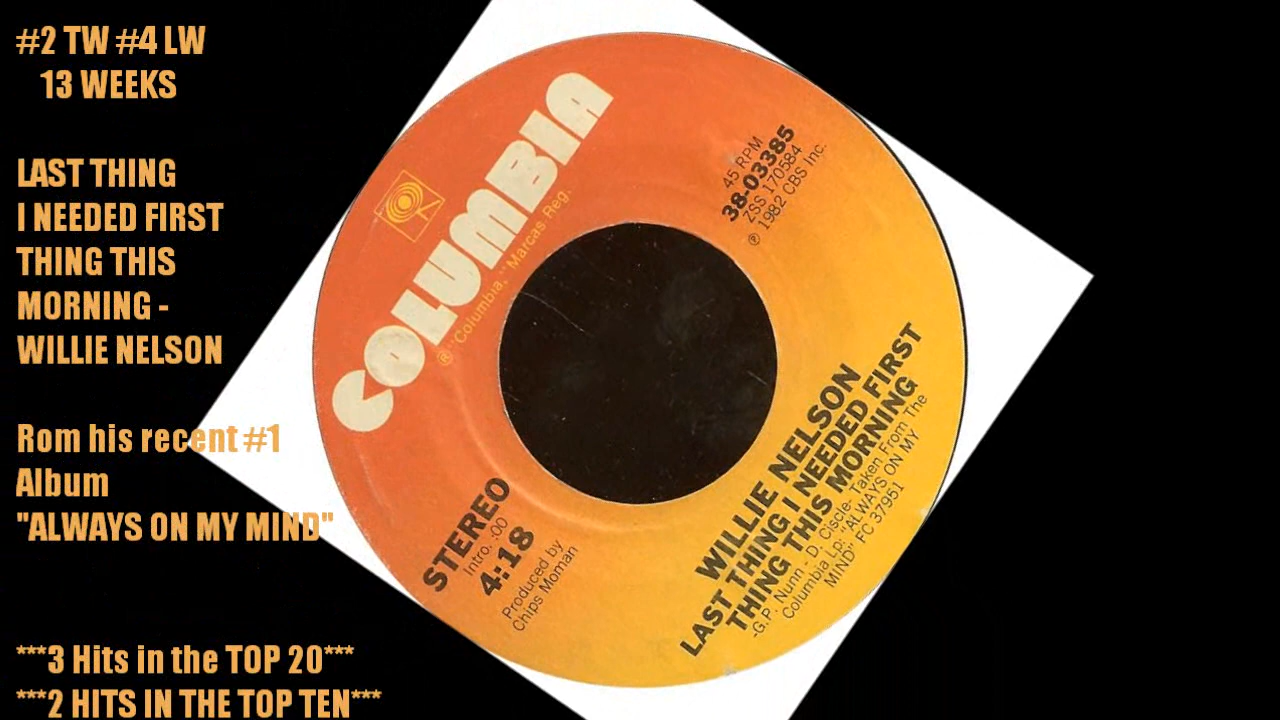 #2 TW #4 LW
13 WEEKS
LAST THING
I NEEDED FIRST
THING THIS
MORNING -
WILLIE NELSON
Rom his recent #1
Album
"ALWAYS ON MY MIND"
***3 Hits in the TOP 20***
***2 HITS IN THE TOP TEN***
COLUMBIA
® "Columbia," Marcas Reg.
45 RPM
38-03385
ZSS 170584
℗ 1982 CBS Inc.
STEREO
Intro. :00
4:18
Produced by
Chips Moman
WILLIE NELSON
LAST THING I NEEDED FIRST
THING THIS MORNING
-G.P. Nunn - D. Ciscle- Taken From The
Columbia Lp: "ALWAYS ON MY
MIND" FC 37951